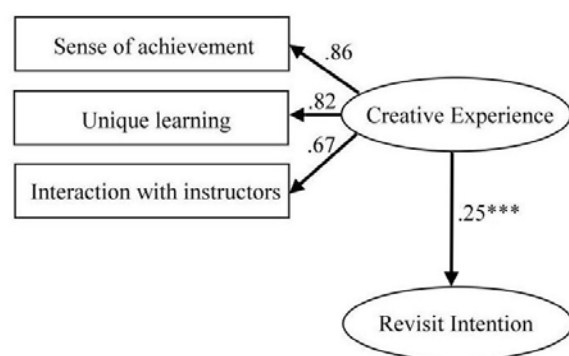 Sense of achievement
.86
Unique learning
.82
Creative Experience
.67
Interaction with instructors
.25***
Revisit Intention